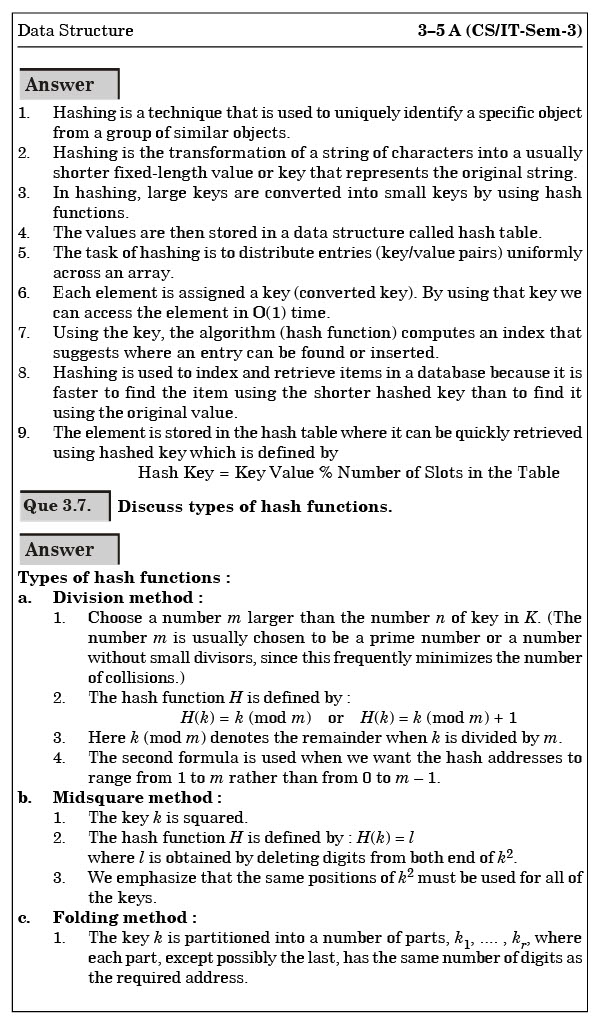 Data Structure 3–5 A (CS/IT-Sem-3)
Answer
1. Hashing is a technique that is used to uniquely identify a specific object
from a group of similar objects.
2. Hashing is the transformation of a string of characters into a usually
shorter fixed-length value or key that represents the original string.
3. In hashing, large keys are converted into small keys by using hash
functions.
4. The values are then stored in a data structure called hash table.
5. The task of hashing is to distribute entries (key/value pairs) uniformly
across an array.
6. Each element is assigned a key (converted key). By using that key we
can access the element in O(1) time.
7. Using the key, the algorithm (hash function) computes an index that
suggests where an entry can be found or inserted.
8. Hashing is used to index and retrieve items in a database because it is
faster to find the item using the shorter hashed key than to find it
using the original value.
9. The element is stored in the hash table where it can be quickly retrieved
using hashed key which is defined by
Hash Key = Key Value % Number of Slots in the Table
Que 3.7. Discuss types of hash functions.
Answer
Types of hash functions :
a. Division method :
1. Choose a number m larger than the number n of key in K. (The
number m is usually chosen to be a prime number or a number
without small divisors, since this frequently minimizes the number
of collisions.)
2. The hash function H is defined by :
H(k) = k (mod m) or H(k) = k (mod m) + 1
3. Here k (mod m) denotes the remainder when k is divided by m.
4. The second formula is used when we want the hash addresses to
range from 1 to m rather than from 0 to m – 1.
b. Midsquare method :
1. The key k is squared.
2. The hash function H is defined by : H(k) = l
where l is obtained by deleting digits from both end of k².
3. We emphasize that the same positions of k² must be used for all of
the keys.
c. Folding method :
1. The key k is partitioned into a number of parts, k₁, .... , kᵣ, where
each part, except possibly the last, has the same number of digits as
the required address.